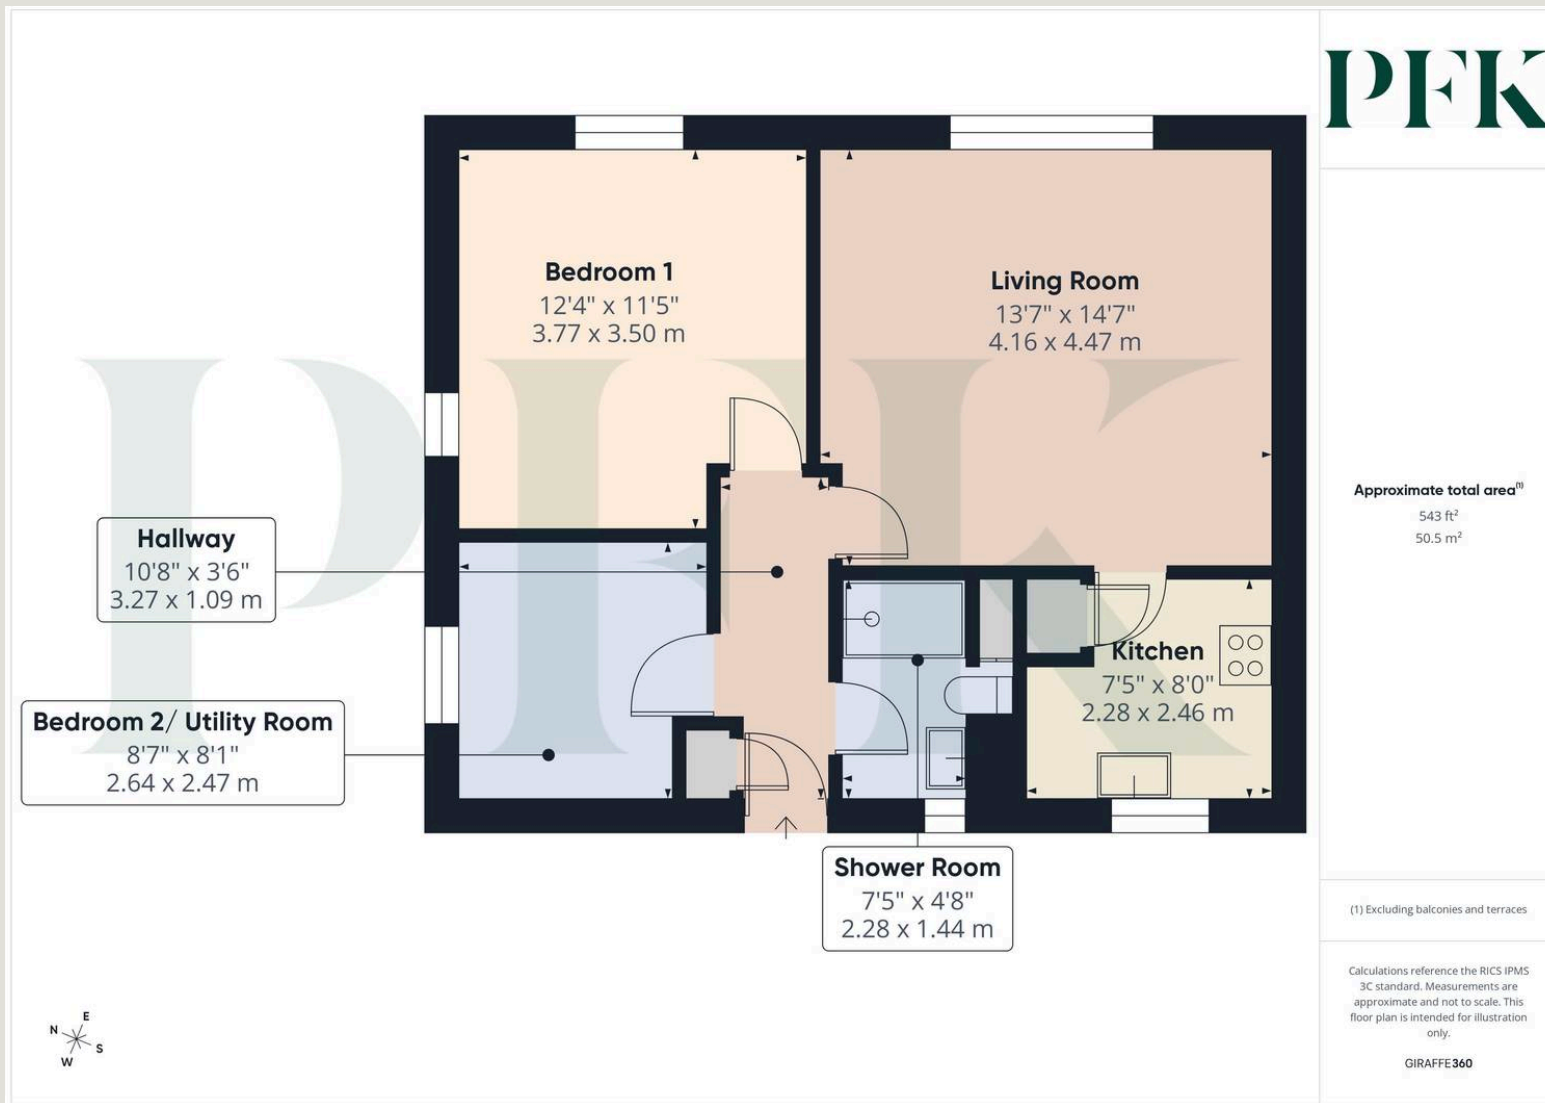 PFK
Bedroom 1
12'4" x 11'5"
3.77 x 3.50 m
Living Room
13'7" x 14'7"
4.16 x 4.47 m
Hallway
10'8" x 3'6"
3.27 x 1.09 m
Bedroom 2/ Utility Room
8'7" x 8'1"
2.64 x 2.47 m
Kitchen
7'5" x 8'0"
2.28 x 2.46 m
Shower Room
7'5" x 4'8"
2.28 x 1.44 m
PFK
Approximate total area(1)
543 ft²
50.5 m²
(1) Excluding balconies and terraces
Calculations reference the RICS IPMS
3C standard. Measurements are
approximate and not to scale. This
floor plan is intended for illustration
only.
GIRAFFE360
E
N
S
W